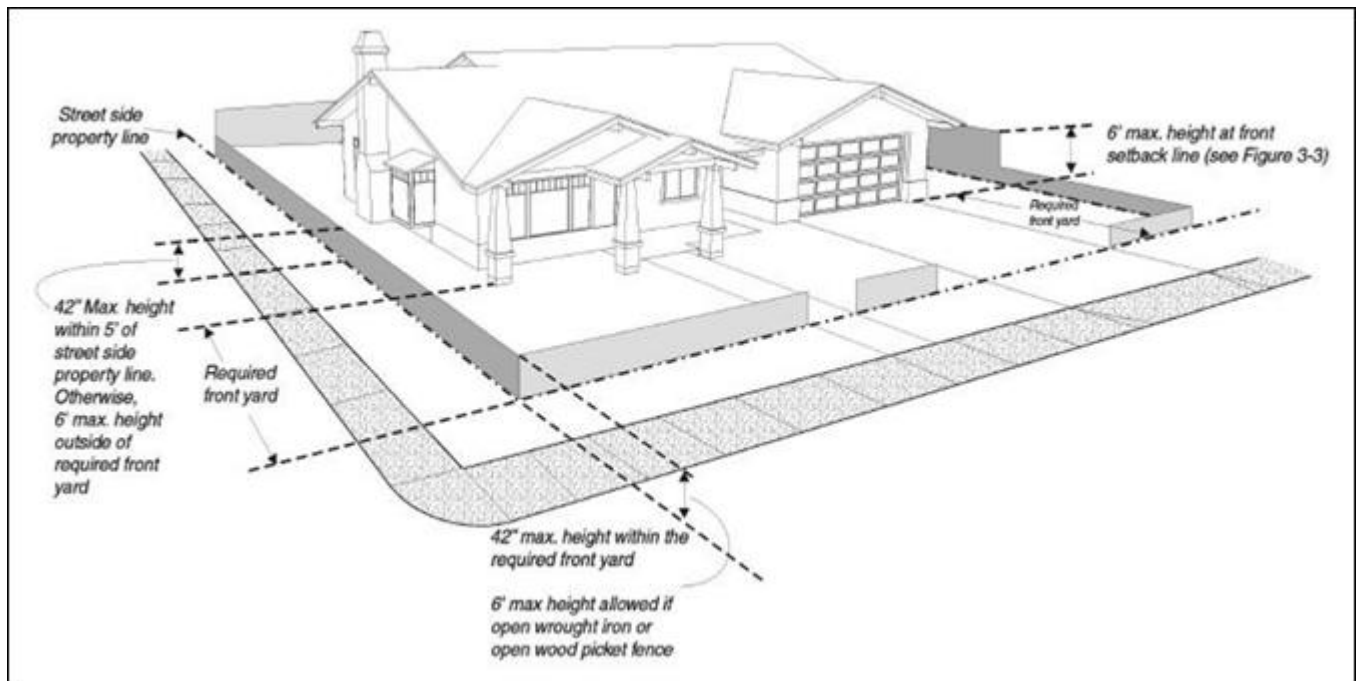 Street side
property line
6' max. height at front
setback line (see Figure 3-3)
Required
front yard
42" Max. height
within 5' of
street side
property line.
Otherwise,
6' max. height
outside of
required front
yard
Required
front yard
42" max. height within the
required front yard
6' max height allowed if
open wrought iron or
open wood picket fence